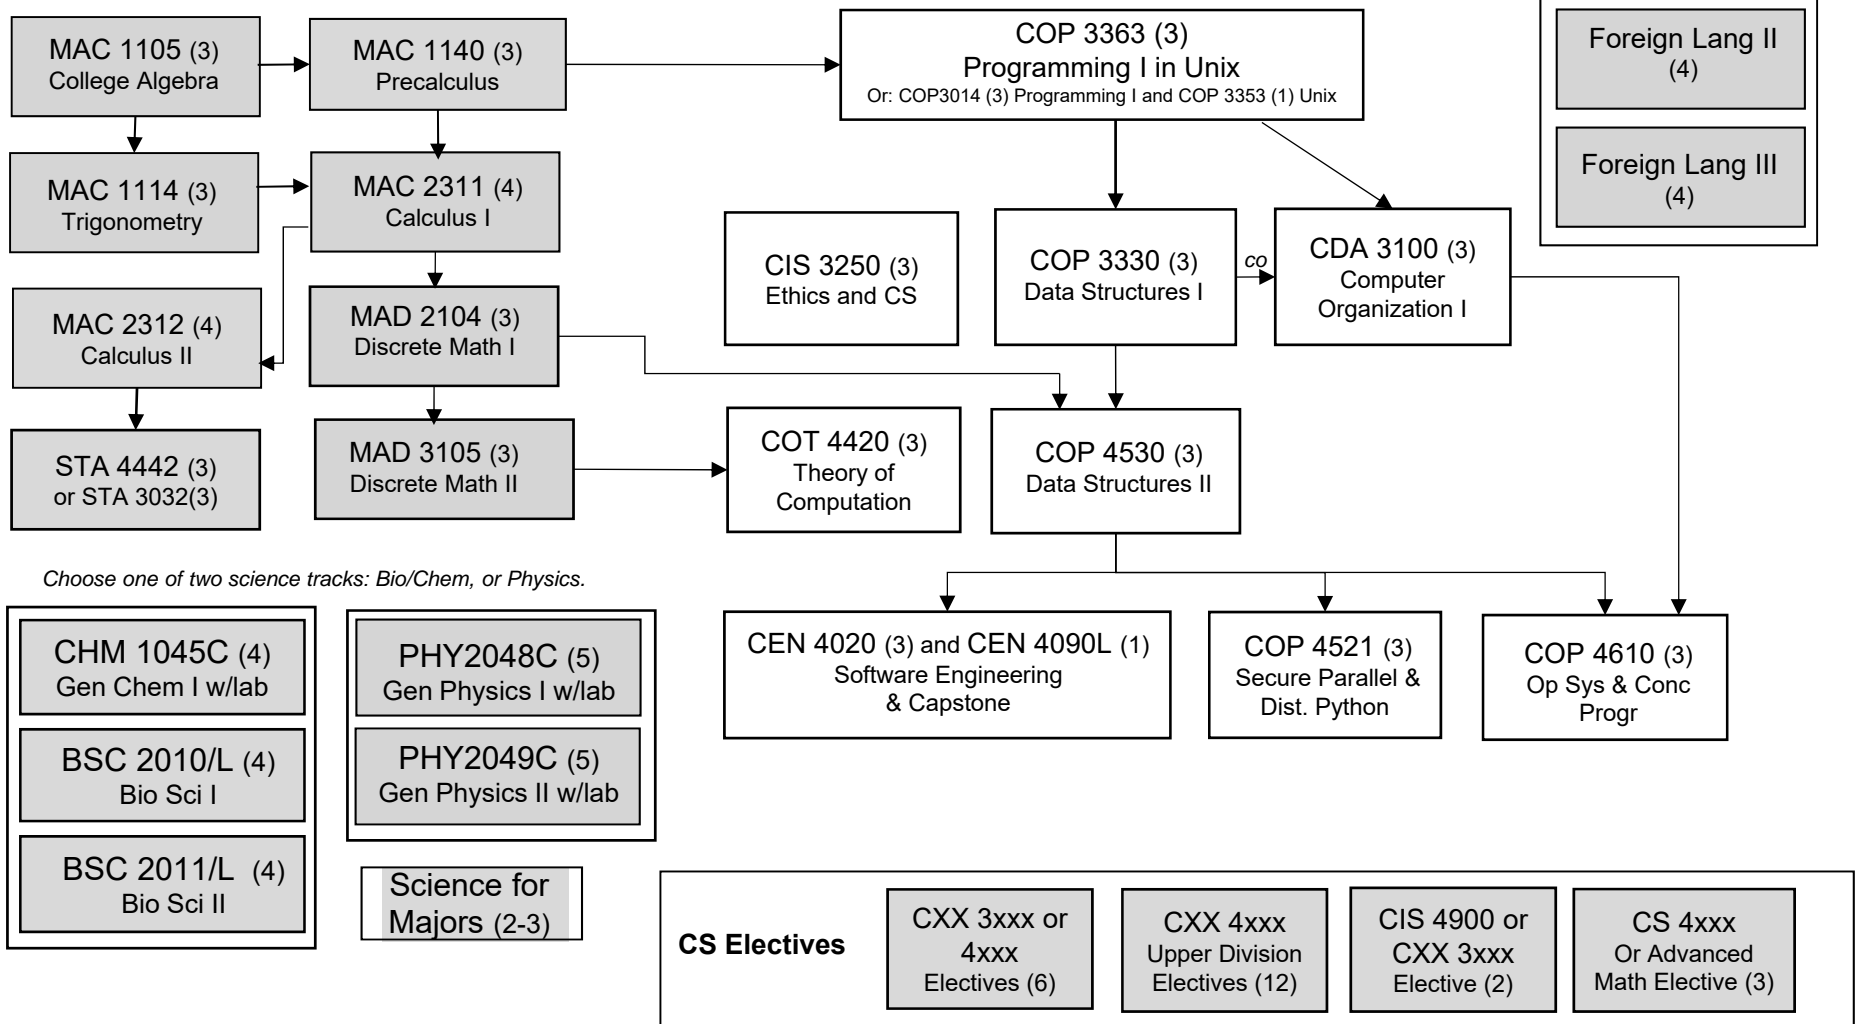 MAC 1105 (3)
College Algebra
MAC 1140 (3)
Precalculus
COP 3363 (3)
Programming I in Unix
Or: COP3014 (3) Programming I and COP 3353 (1) Unix
Foreign Lang II
(4)
Foreign Lang III
(4)
MAC 1114 (3)
Trigonometry
MAC 2311 (4)
Calculus I
CIS 3250 (3)
Ethics and CS
COP 3330 (3)
Data Structures I
co
CDA 3100 (3)
Computer
Organization I
MAC 2312 (4)
Calculus II
MAD 2104 (3)
Discrete Math I
STA 4442 (3)
or STA 3032(3)
MAD 3105 (3)
Discrete Math II
COT 4420 (3)
Theory of
Computation
COP 4530 (3)
Data Structures II
Choose one of two science tracks: Bio/Chem, or Physics.
CHM 1045C (4)
Gen Chem I w/lab
BSC 2010/L (4)
Bio Sci I
BSC 2011/L (4)
Bio Sci II
PHY2048C (5)
Gen Physics I w/lab
PHY2049C (5)
Gen Physics II w/lab
Science for
Majors (2-3)
CEN 4020 (3) and CEN 4090L (1)
Software Engineering
& Capstone
COP 4521 (3)
Secure Parallel &
Dist. Python
COP 4610 (3)
Op Sys & Conc
Progr
CS Electives
CXX 3xxx or
4xxx
Electives (6)
CXX 4xxx
Upper Division
Electives (12)
CIS 4900 or
CXX 3xxx
Elective (2)
CS 4xxx
Or Advanced
Math Elective (3)